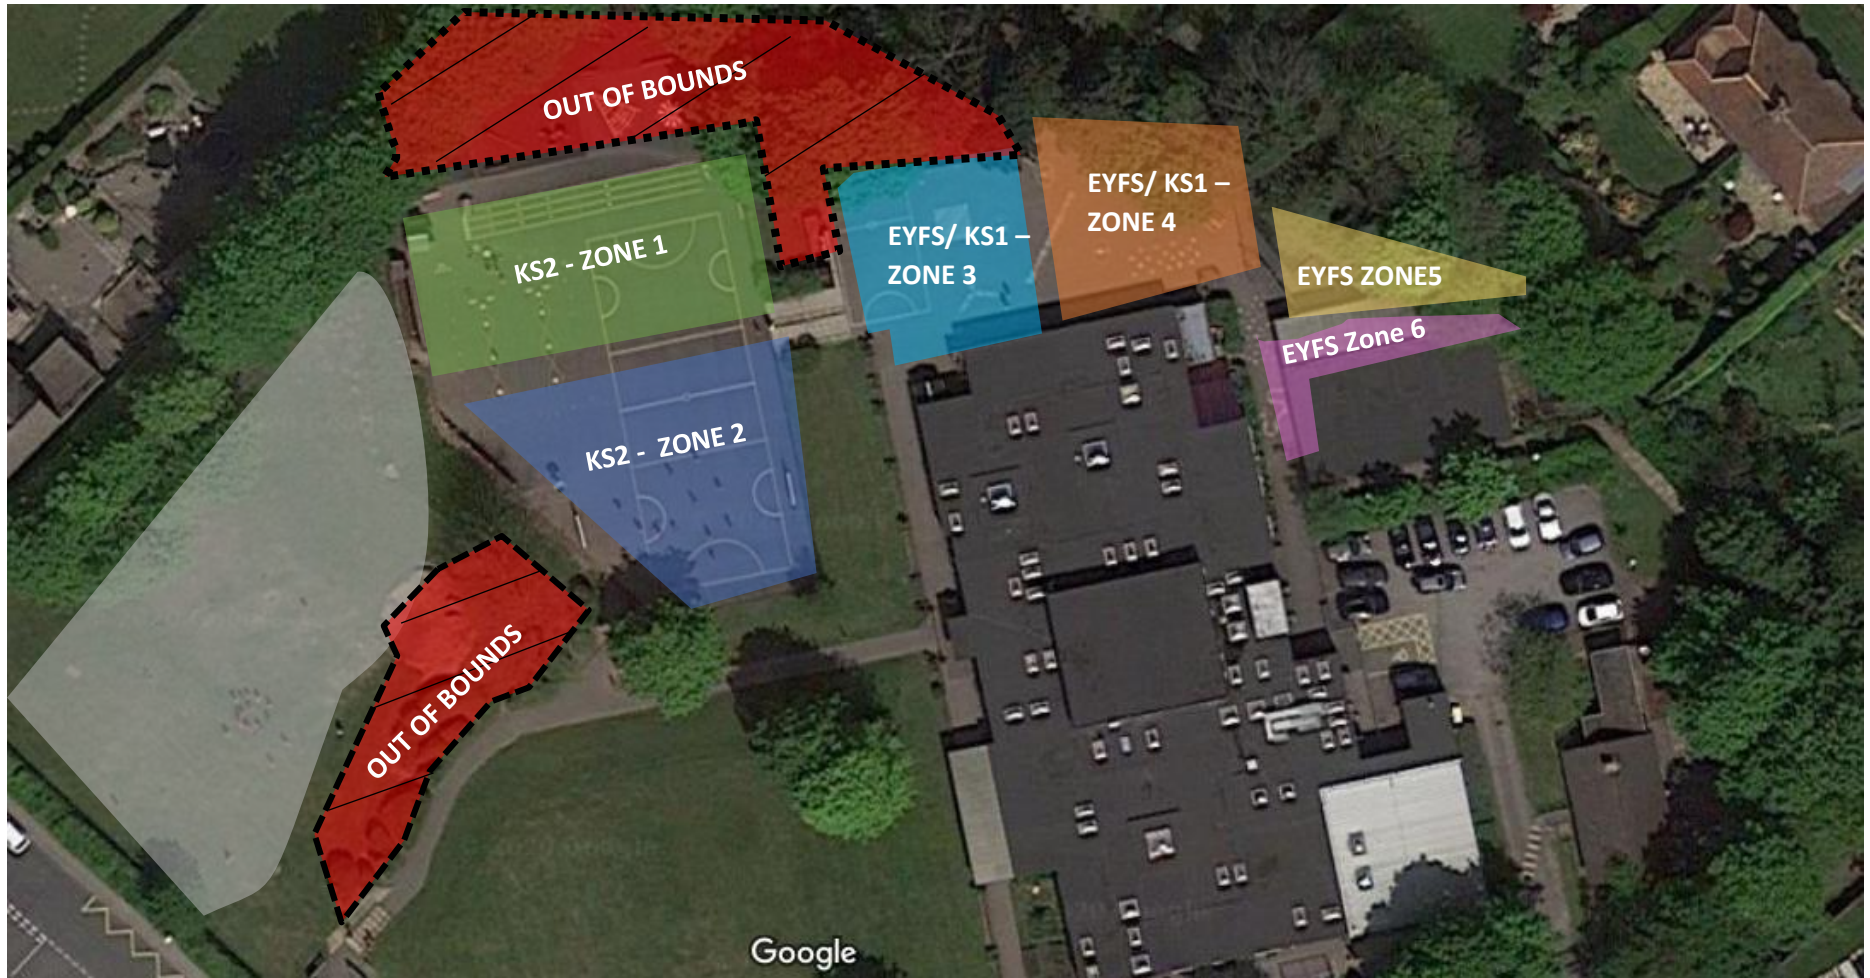 OUT OF BOUNDS
KS2 - ZONE 1
EYFS/ KS1 –
ZONE 3
EYFS/ KS1 –
ZONE 4
EYFS ZONE5
EYFS Zone 6
KS2 -  ZONE 2
OUT OF BOUNDS
Google